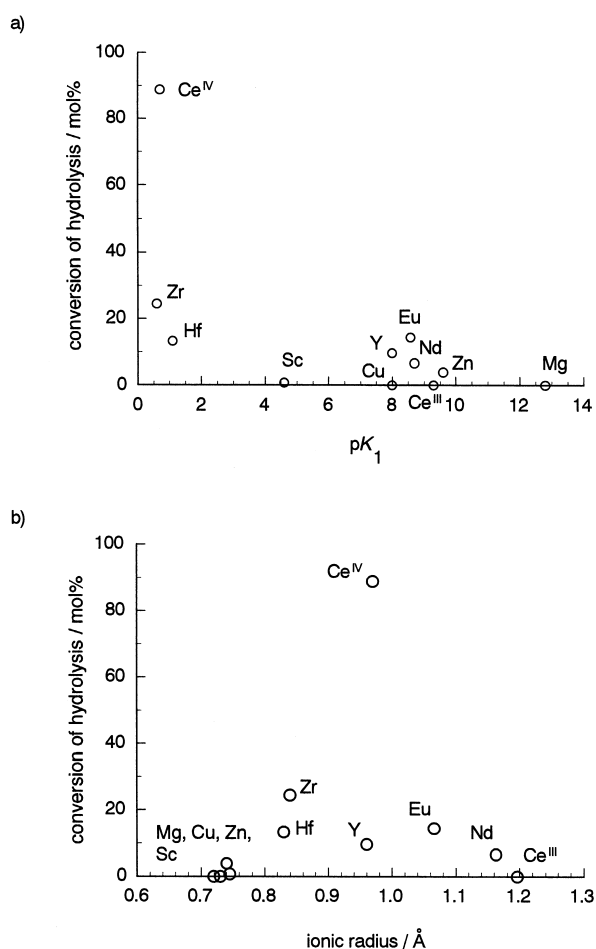 a)
100
conversion of hydrolysis / mol%
Ce^IV
80
60
40
Zr
20
Hf
Eu
Y
Nd
Sc
Cu
Zn
Mg
0
Ce^III
0 2 4 6 8 10 12 14
pK_1
b)
100
conversion of hydrolysis / mol%
Ce^IV
80
60
40
Zr
20
Hf
Eu
Mg, Cu, Zn,
Y
Nd
Sc
Ce^III
0
0.6 0.7 0.8 0.9 1.0 1.1 1.2 1.3
ionic radius / Å